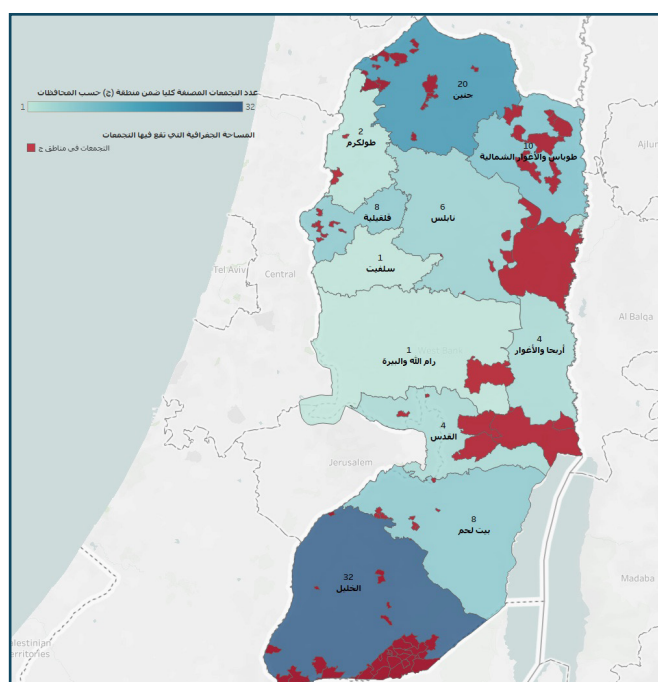 عدد التجمعات المصنفة كليا ضمن منطقة (ج) حسب المحافظات
1
32
المساحة الجغرافية التي تقع فيها التجمعات
التجمعات في مناطق ج
20
جنين
2
طولكرم
10
طوباس والأغوار الشمالية
Ajlun
8
قلقيلية
6
نابلس
1
سلفيت
Tel Aviv
Central
4
أريحا والأغوار
Al Balqa
1
رام الله والبيرة
4
القدس
Jerusalem
8
بيت لحم
32
الخليل
Madaba
Palestinian
Territories